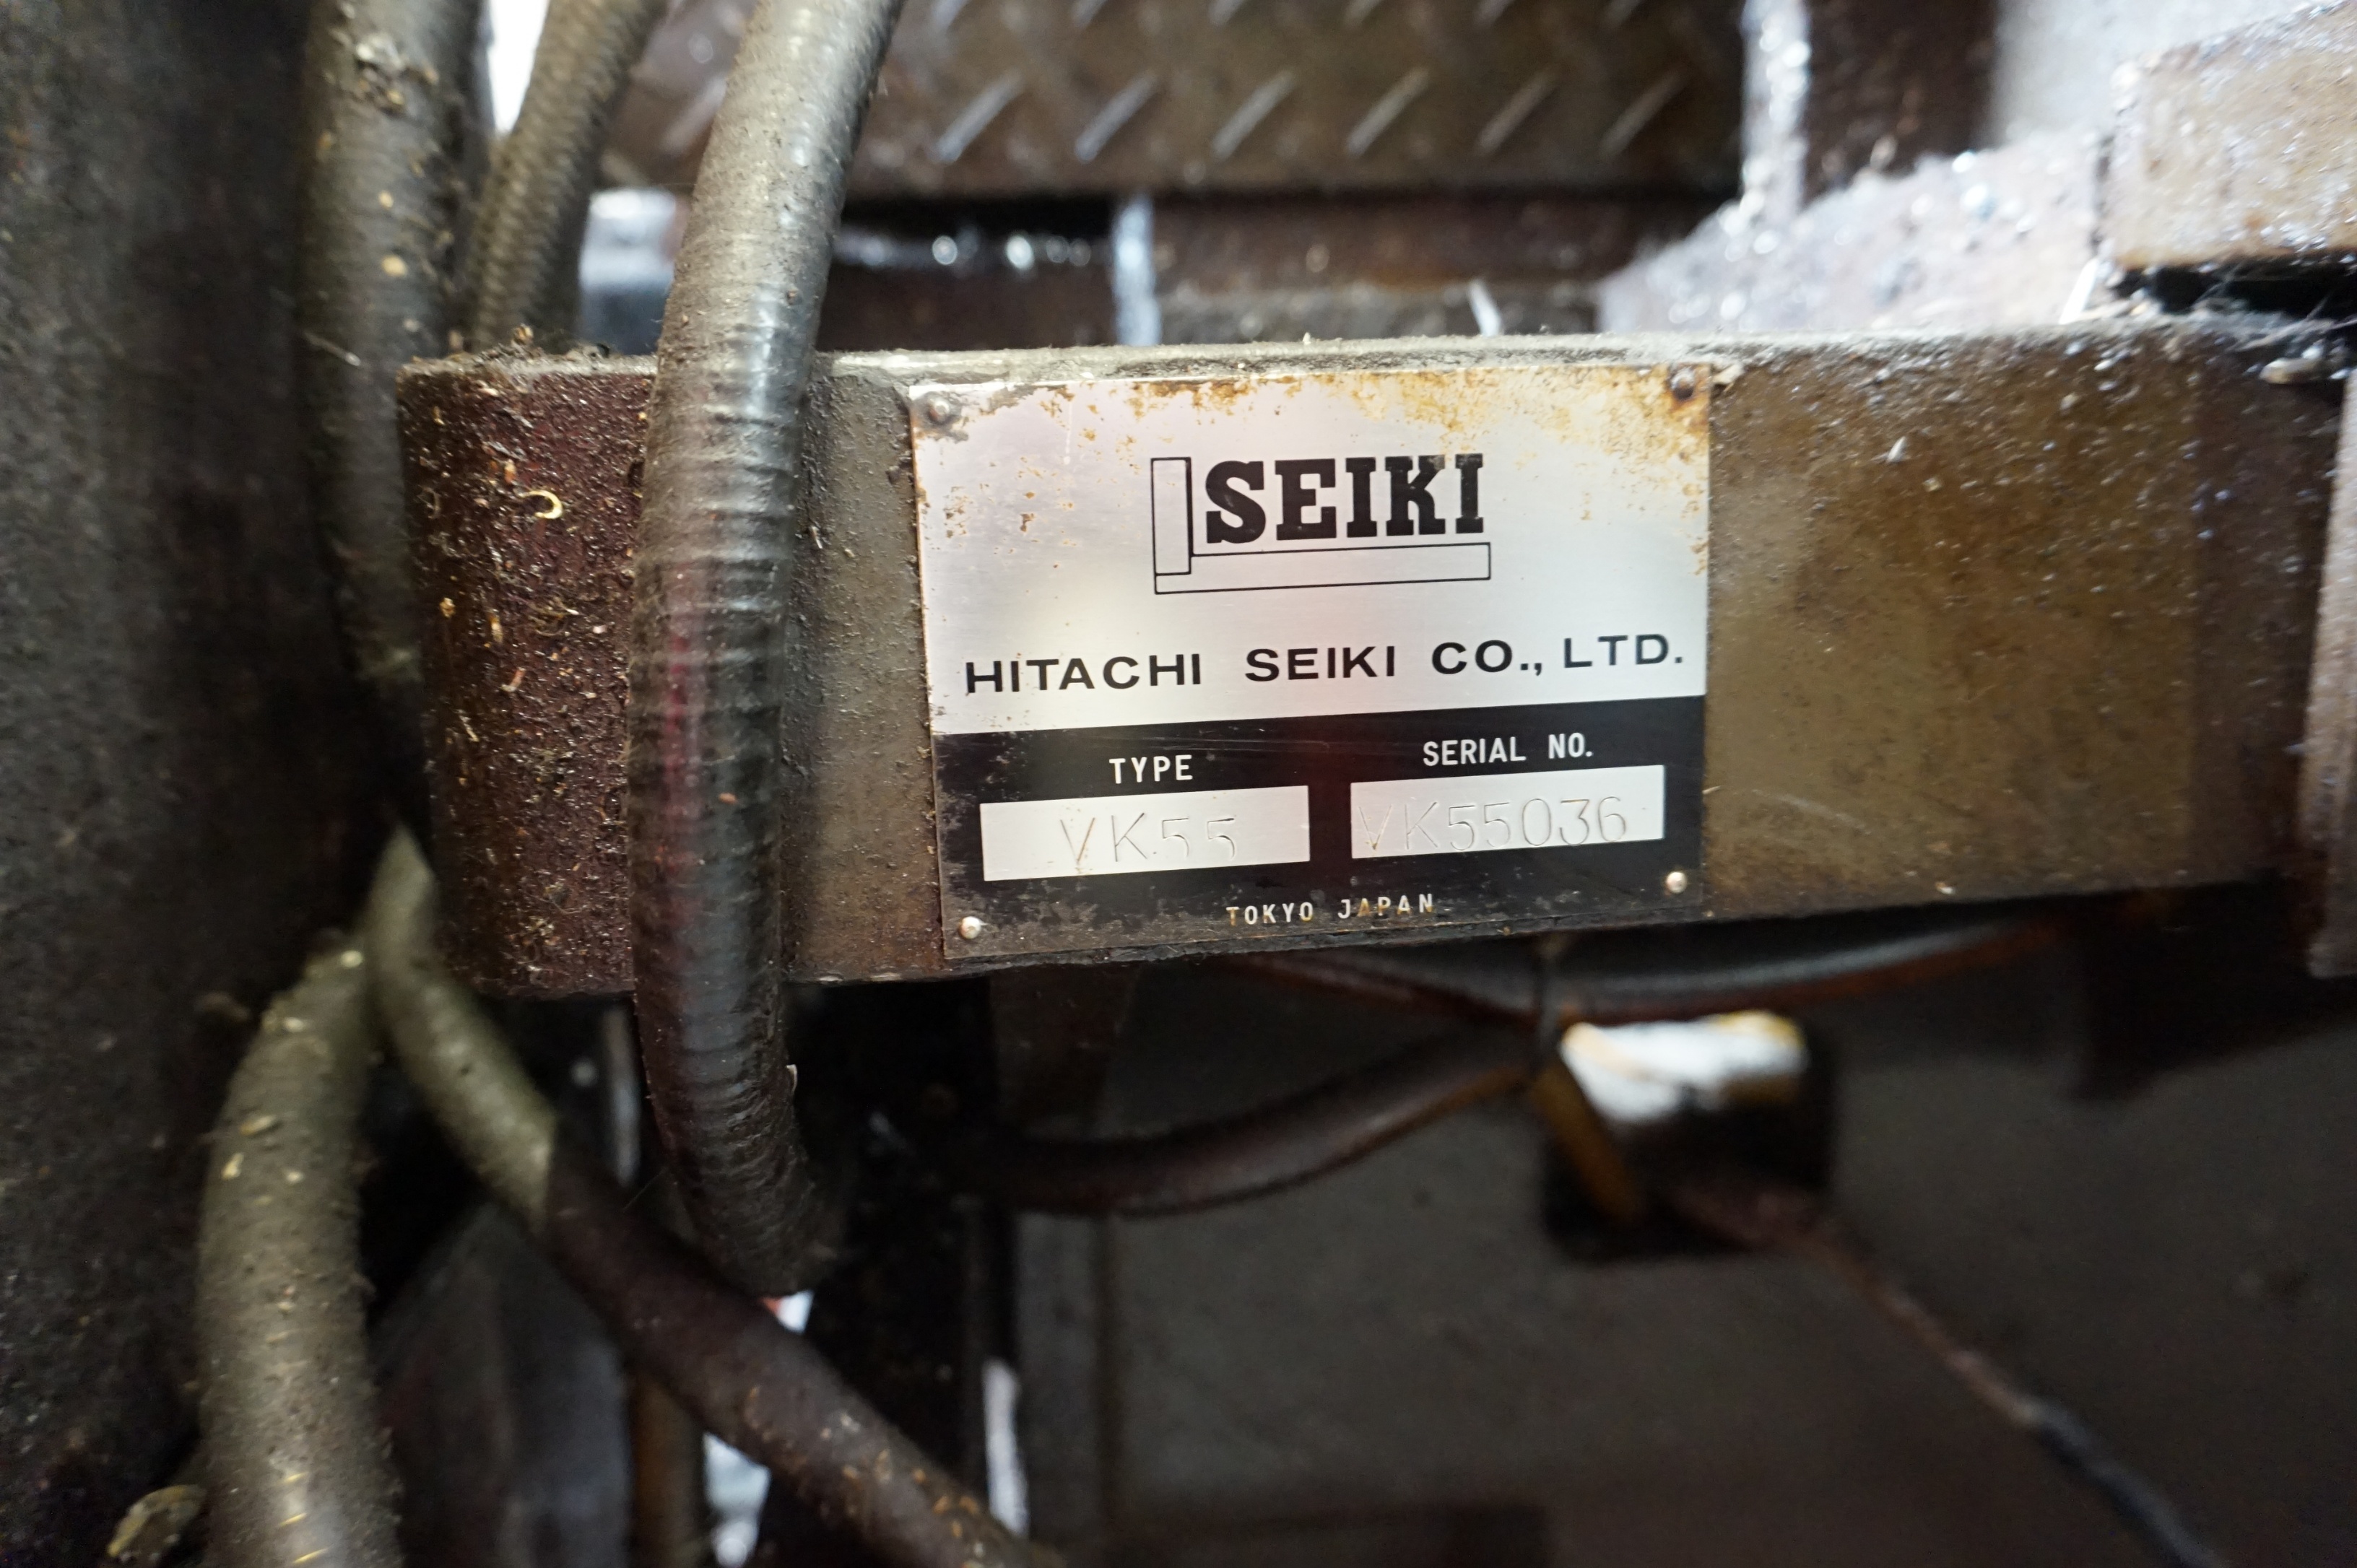 SEIKI
HITACHI SEIKI CO., LTD.
TYPE SERIAL NO.
VK55 VK55036
TOKYO JAPAN